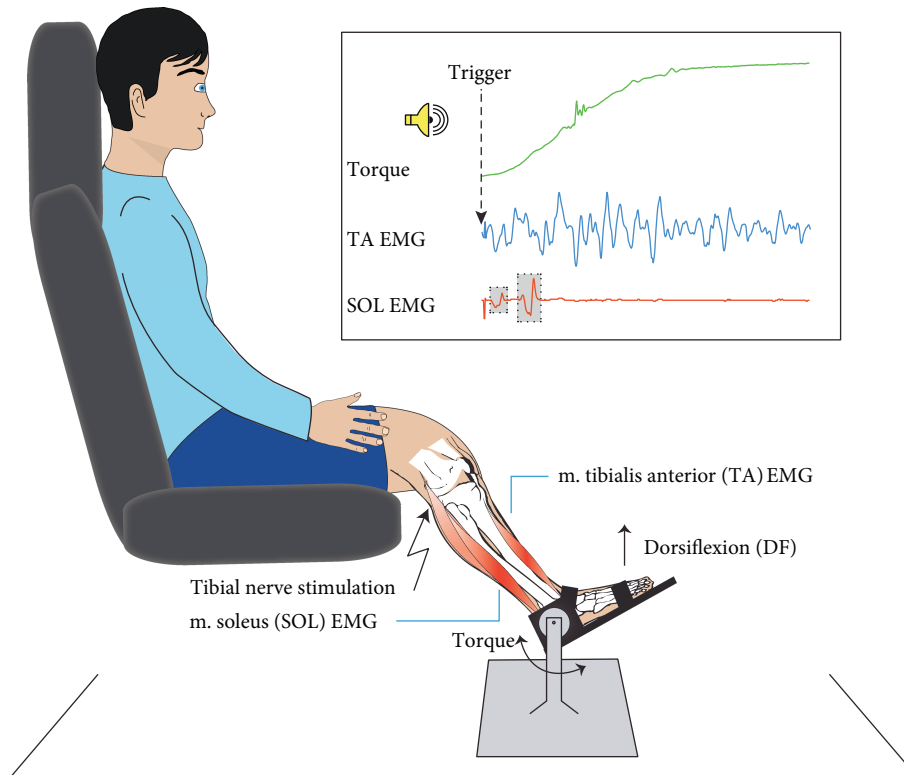 Trigger
Torque
TA EMG
SOL EMG
m. tibialis anterior (TA) EMG
Dorsiflexion (DF)
Tibial nerve stimulation
m. soleus (SOL) EMG
Torque